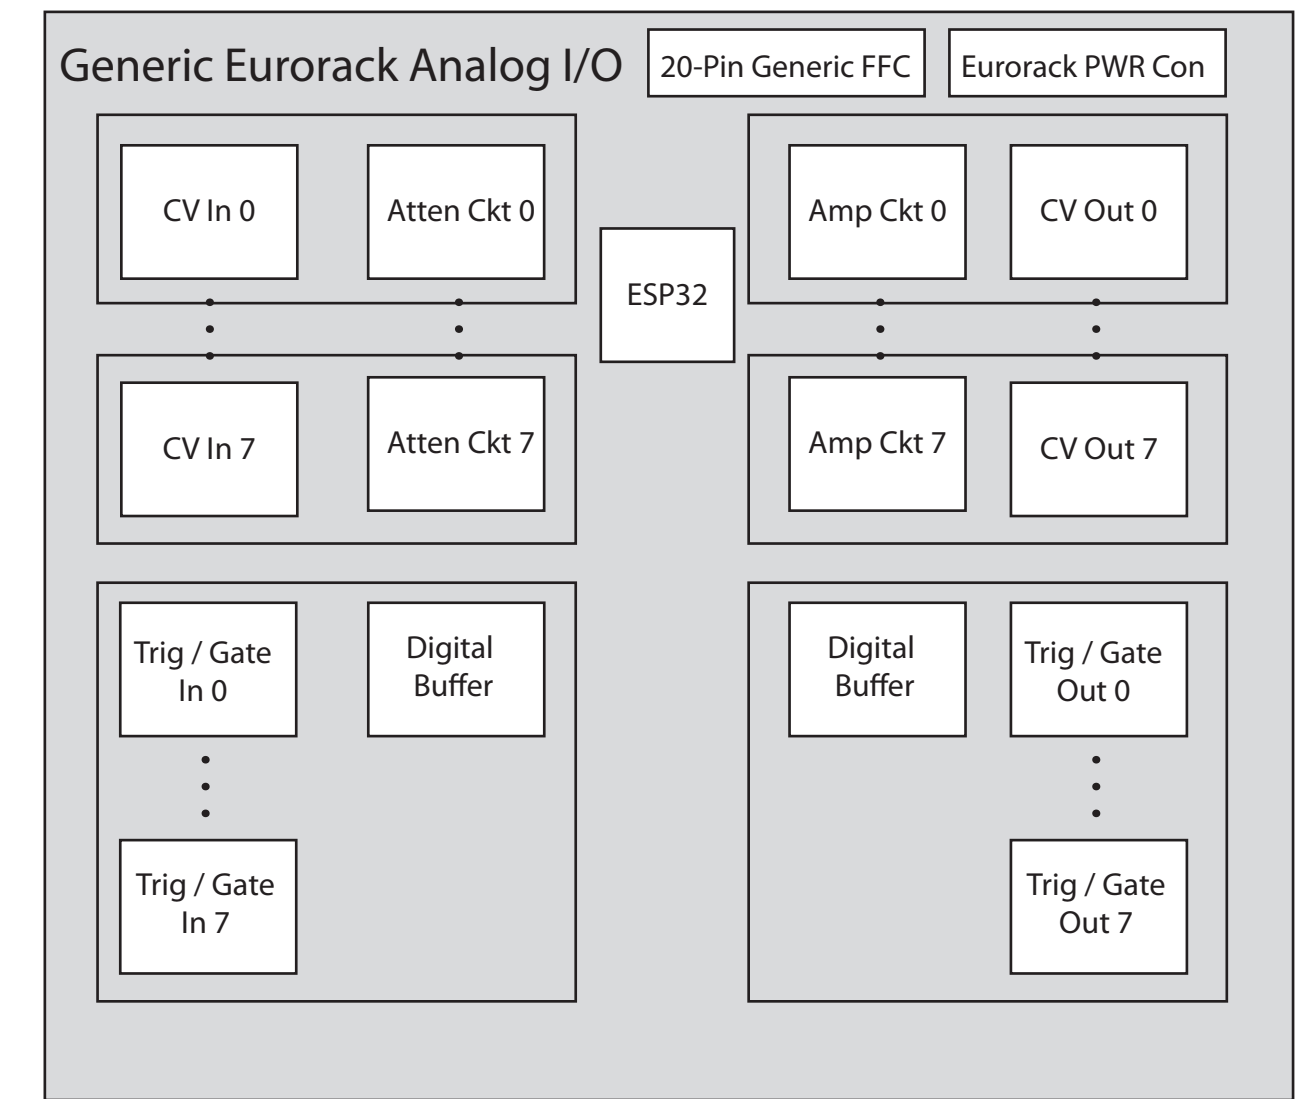 Generic Eurorack Analog I/O
20-Pin Generic FFC
Eurorack PWR Con
CV In 0
Atten Ckt 0
ESP32
Amp Ckt 0
CV Out 0
CV In 7
Atten Ckt 7
Amp Ckt 7
CV Out 7
Trig / Gate
In 0
Digital
Buffer
Digital
Buffer
Trig / Gate
Out 0
Trig / Gate
In 7
Trig / Gate
Out 7